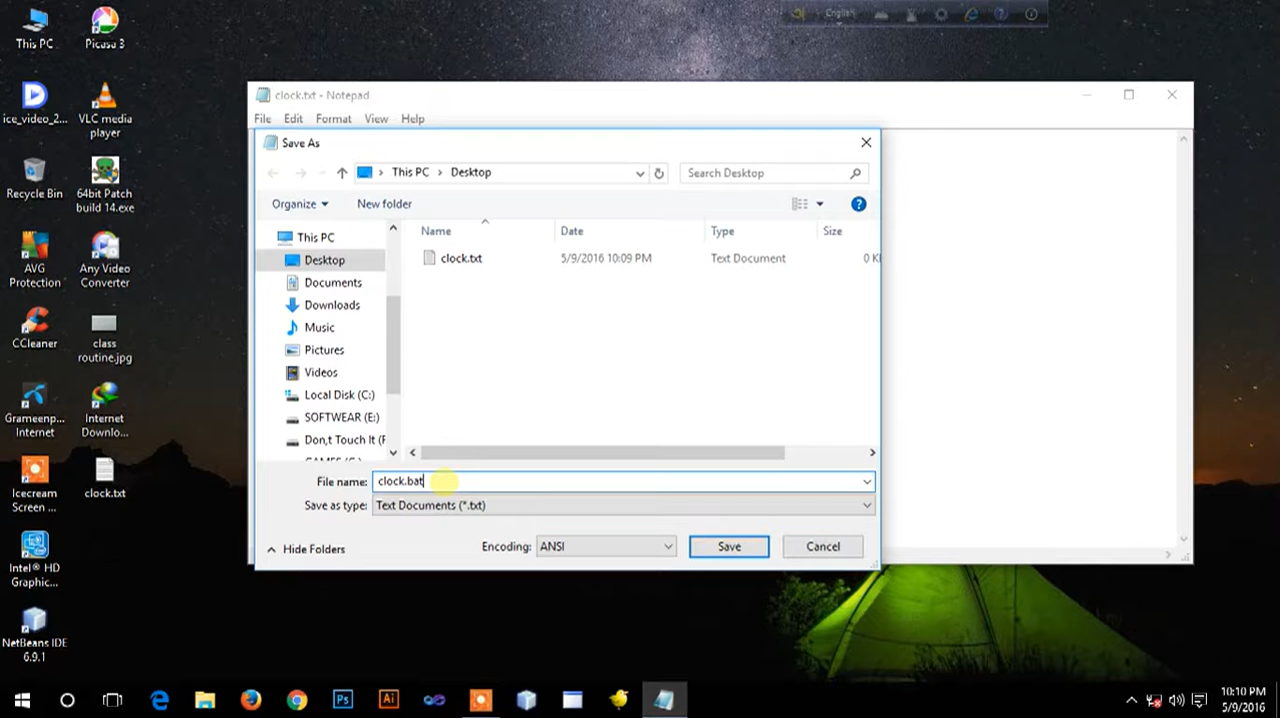 This PC
Picasa 3
English
ice_video_2...
VLC media
player
Recycle Bin
64bit Patch
build 14.exe
AVG
Protection
Any Video
Converter
CCleaner
class
routine.jpg
Grameenp...
Internet
Internet
Downlo...
Icecream
Screen ...
clock.txt
Intel® HD
Graphic...
NetBeans IDE
6.9.1
clock.txt - Notepad
File Edit Format View Help
Save As
This PC > Desktop
Search Desktop
Organize
New folder
Name Date Type Size
clock.txt 5/9/2016 10:09 PM Text Document 0 K
This PC
Desktop
Documents
Downloads
Music
Pictures
Videos
Local Disk (C:)
SOFTWEAR (E:)
Don,t Touch It (F
File name: clock.bat
Save as type: Text Documents (*.txt)
Hide Folders
Encoding: ANSI
Save
Cancel
Ps
Ai
10:10 PM
5/9/2016